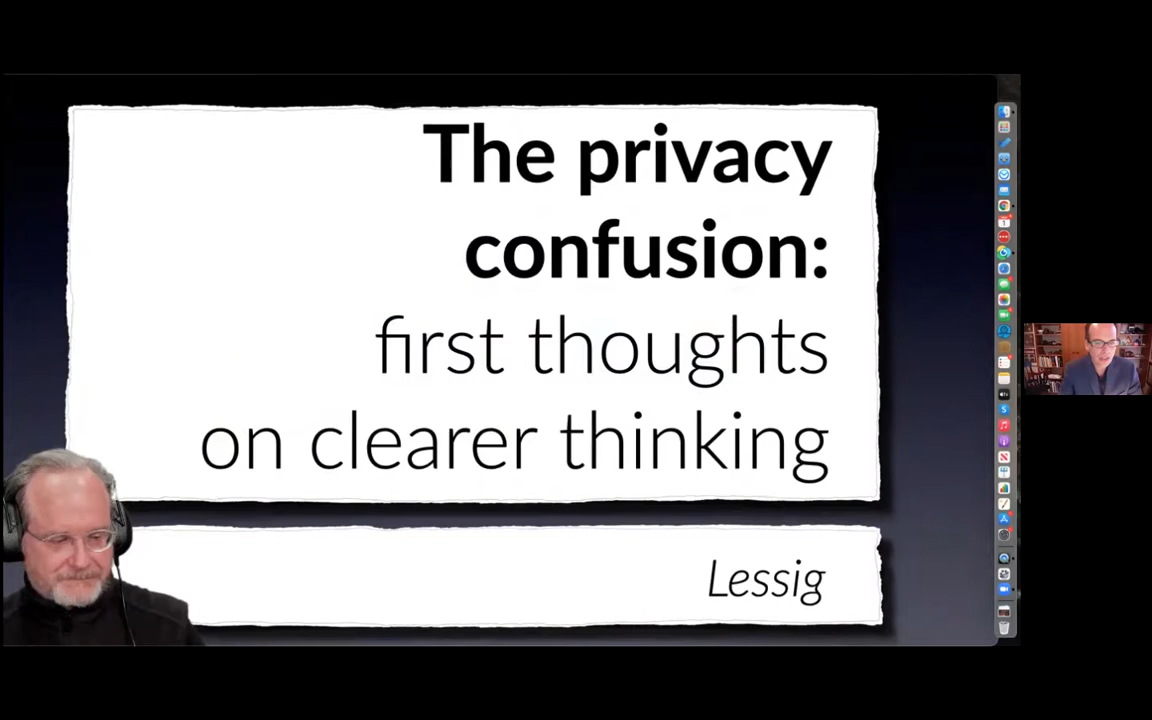 The privacy
confusion:
first thoughts
on clearer thinking
Lessig